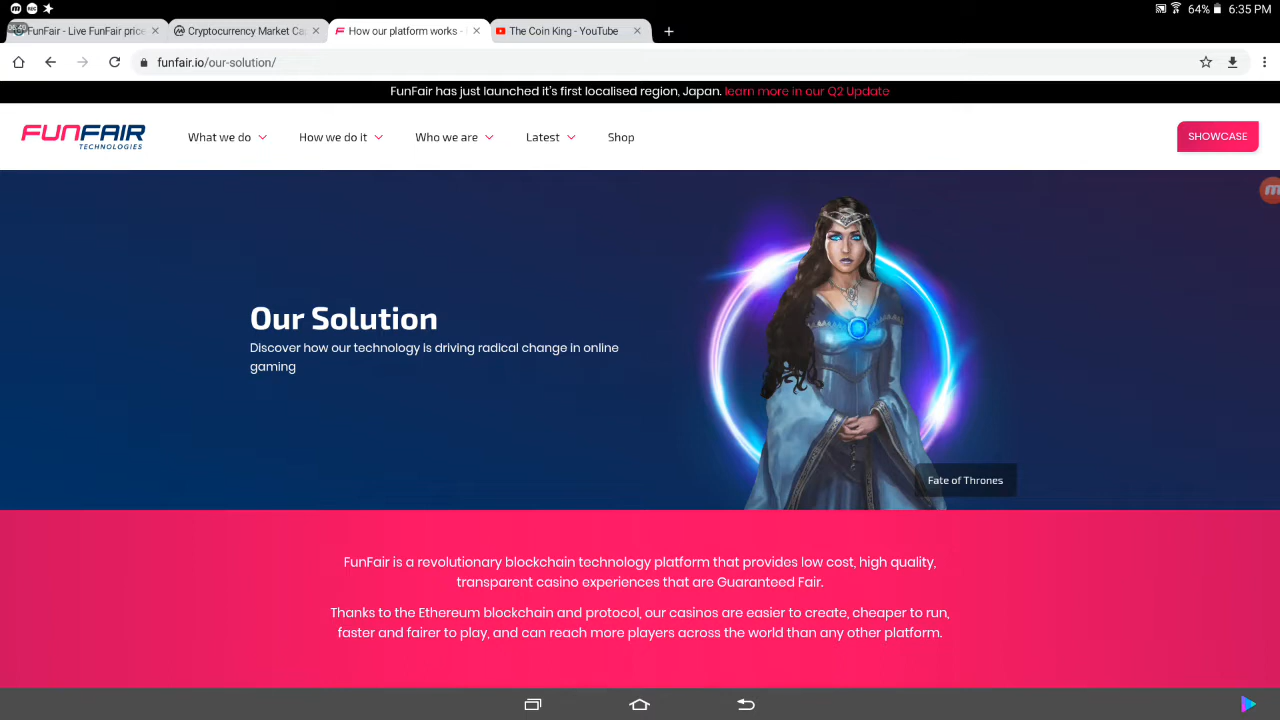 REC
64% 6:35 PM
FunFair - Live FunFair price
Cryptocurrency Market Ca
How our platform works -
The Coin King - YouTube
funfair.io/our-solution/
FunFair has just launched it's first localised region, Japan. learn more in our Q2 Update
FUNFAIR
TECHNOLOGIES
What we do
How we do it
Who we are
Latest
Shop
SHOWCASE
Our Solution
Discover how our technology is driving radical change in online
gaming
Fate of Thrones
FunFair is a revolutionary blockchain technology platform that provides low cost, high quality,
transparent casino experiences that are Guaranteed Fair.
Thanks to the Ethereum blockchain and protocol, our casinos are easier to create, cheaper to run,
faster and fairer to play, and can reach more players across the world than any other platform.